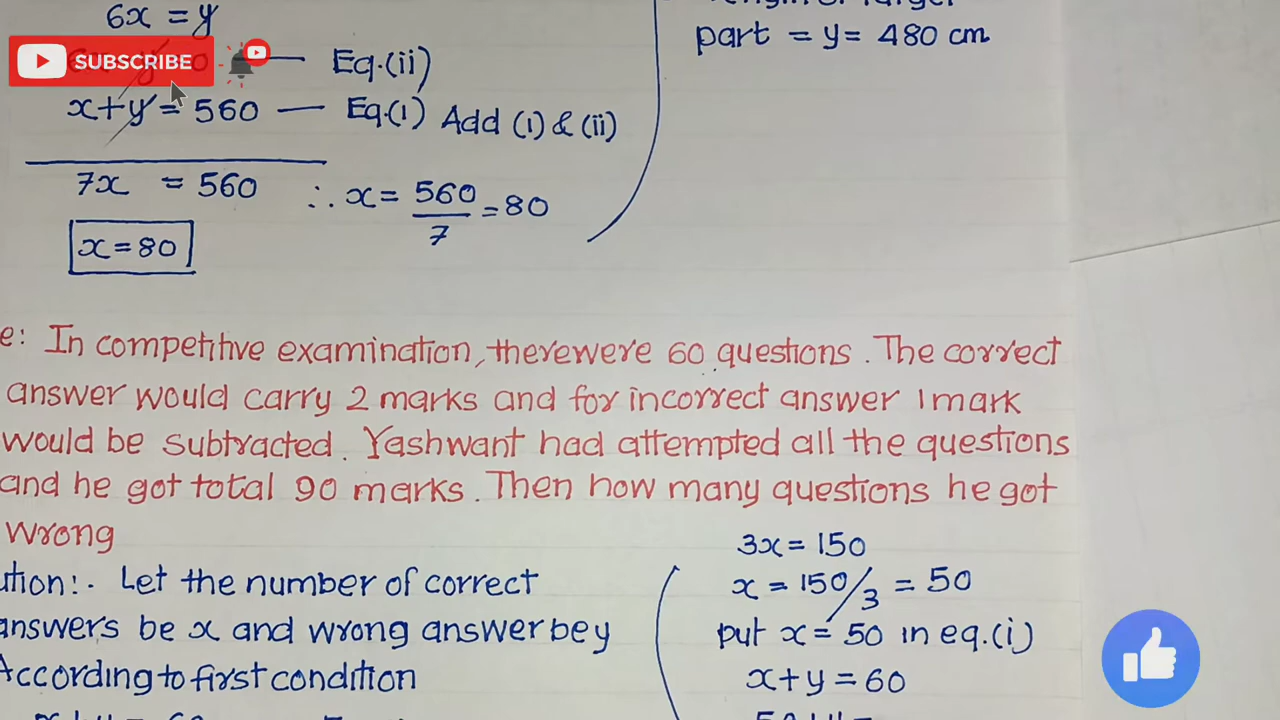 6x = y
SUBSCRIBE
Eq.(ii)
x+y = 560 — Eq.(1) Add (1) & (ii)
7x = 560 ∴ x = 560/7 = 80
x = 80
part = y = 480 cm
e: In competitive examination, therewere 60 questions. The correct
answer would carry 2 marks and for incorrect answer 1 mark
would be subtracted. Yashwant had attempted all the questions
and he got total 90 marks. Then how many questions he got
wrong
ution:. Let the number of correct
answers be x and wrong answer be y
According to first condition
3x = 150
x = 150/3 = 50
put x = 50 in eq.(i)
x+y = 60